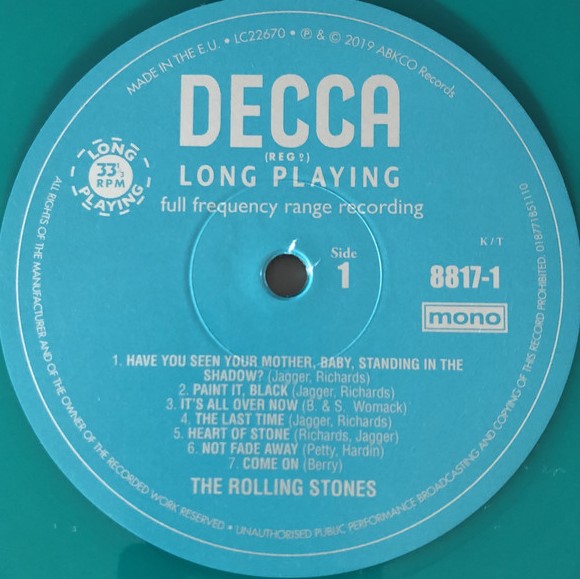 MADE IN THE E.U. • LC22670 • ℗ & © 2019 ABKCO Records
DECCA
(REGD)
LONG PLAYING
full frequency range recording
LONG
33 1/3
RPM
PLAYING
Side
1
K/T
8817-1
mono
1. HAVE YOU SEEN YOUR MOTHER, BABY, STANDING IN THE
SHADOW? (Jagger, Richards)
2. PAINT IT, BLACK (Jagger, Richards)
3. IT'S ALL OVER NOW (B. & S. Womack)
4. THE LAST TIME (Jagger, Richards)
5. HEART OF STONE (Richards, Jagger)
6. NOT FADE AWAY (Petty, Hardin)
7. COME ON (Berry)
THE ROLLING STONES
ALL RIGHTS OF THE MANUFACTURER AND OF THE OWNER OF THE RECORDED WORK RESERVED • UNAUTHORISED PUBLIC PERFORMANCE BROADCASTING AND COPYING OF THIS RECORD PROHIBITED. 018771851110